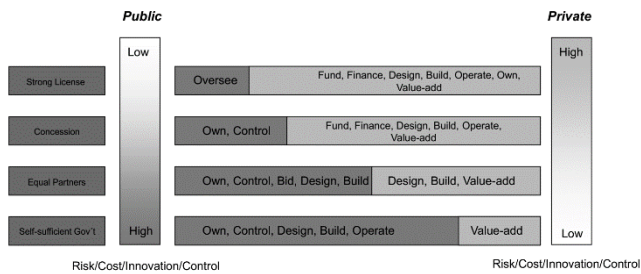 Public
Private
Low
High
Strong License
Oversee
Fund, Finance, Design, Build, Operate, Own,
Value-add
Concession
Own, Control
Fund, Finance, Design, Build, Operate,
Value-add
Equal Partners
Own, Control, Bid, Design, Build
Design, Build, Value-add
Self-sufficient Gov´t
High
Own, Control, Design, Build, Operate
Value-add
Low
Risk/Cost/Innovation/Control
Risk/Cost/Innovation/Control